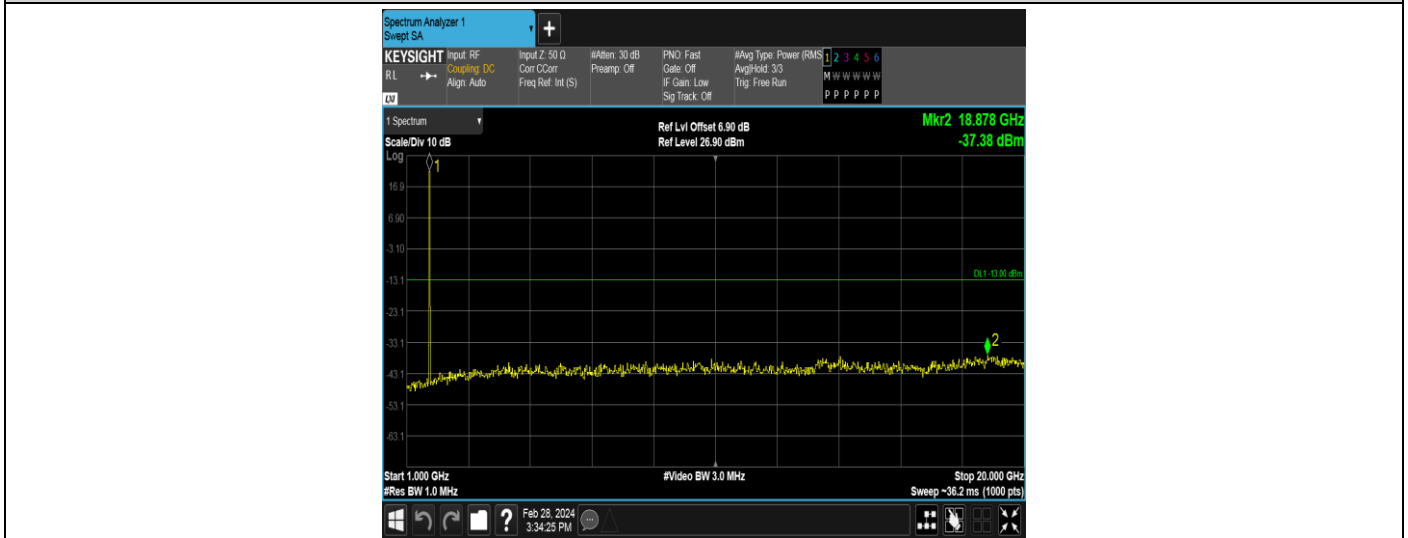 Spectrum Analyzer 1
Swept SA
+
KEYSIGHT Input: RF Input Z: 50 Ω #Atten: 30 dB PNO: Fast #Avg Type: Power (RMS 1 2 3 4 5 6
RL Coupling: DC Corr CCorr Preamp: Off Gate: Off Avg|Hold: 3/3 M W W W W W
Align: Auto Freq Ref: Int (S) IF Gain: Low Trig: Free Run
Sig Track: Off P P P P P P
LXI
1 Spectrum Ref Lvl Offset 6.90 dB Mkr2 18.878 GHz
Scale/Div 10 dB Ref Level 26.90 dBm -37.38 dBm
Log
1
16.9
6.90
-3.10
DL1 -13.00 dBm
-13.1
-23.1
-33.1
2
-43.1
-53.1
-63.1
Start 1.000 GHz #Video BW 3.0 MHz Stop 20.000 GHz
#Res BW 1.0 MHz Sweep ~36.2 ms (1000 pts)
? Feb 28, 2024
3:34:25 PM